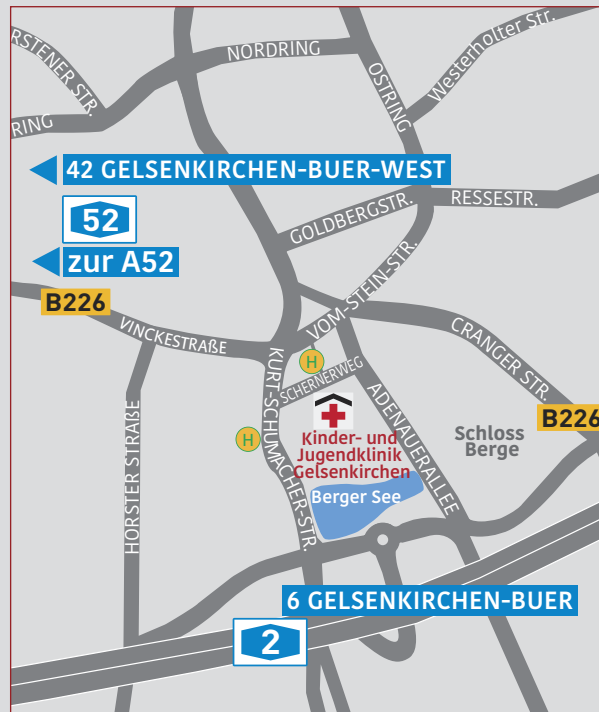 RSTENER STR.
NORDRING
OSTRING
Westerholter Str.
RING
42 GELSENKIRCHEN-BUER-WEST
52
zur A52
GOLDBERGSTR.
RESSESTR.
B226
VINCKESTRAßE
VOM-STEIN-STR.
CRANGER STR.
KURT-SCHUMACHER-STR.
H
SCHERNERWEG
ADENAUERALLEE
HORSTER STRAßE
H
B226
Schloss
Berge
Kinder- und
Jugendklinik
Gelsenkirchen
Berger See
6 GELSENKIRCHEN-BUER
2